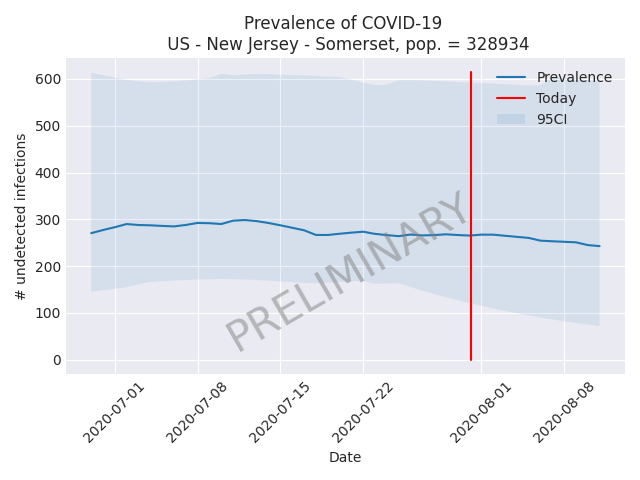 Prevalence of COVID-19
US - New Jersey - Somerset, pop. = 328934
Prevalence
Today
95CI
# undetected infections
600
500
400
300
200
100
0
PRELIMINARY
2020-07-01
2020-07-08
2020-07-15
2020-07-22
2020-08-01
2020-08-08
Date